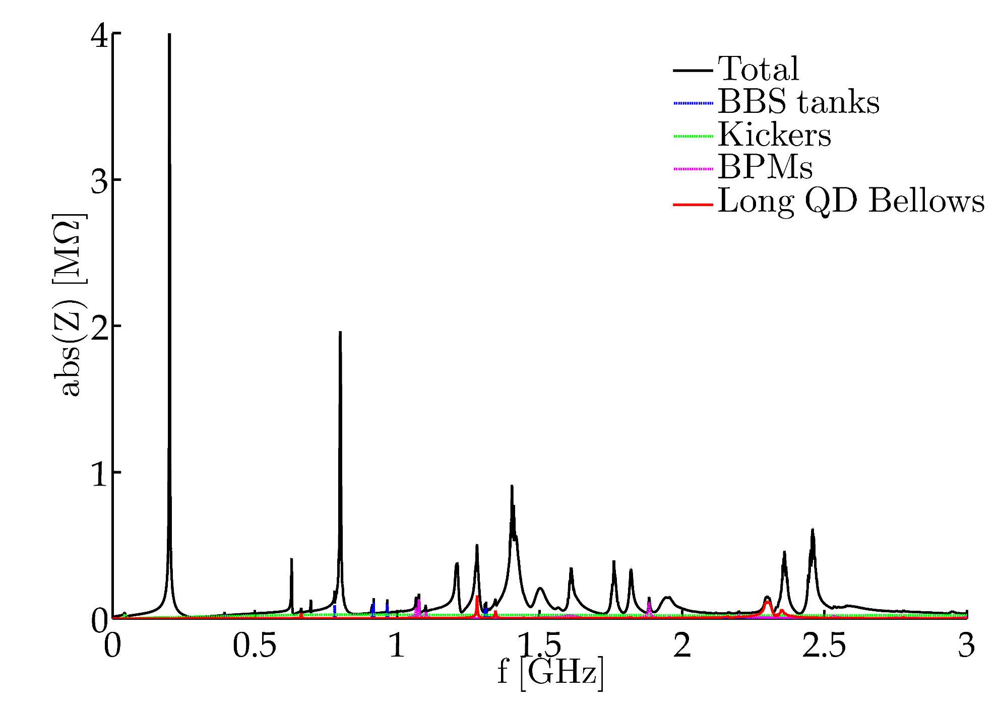 4
3
2
1
0
abs(Z) [MΩ]
Total
BBS tanks
Kickers
BPMs
Long QD Bellows
0 0.5 1 1.5 2 2.5 3
f [GHz]